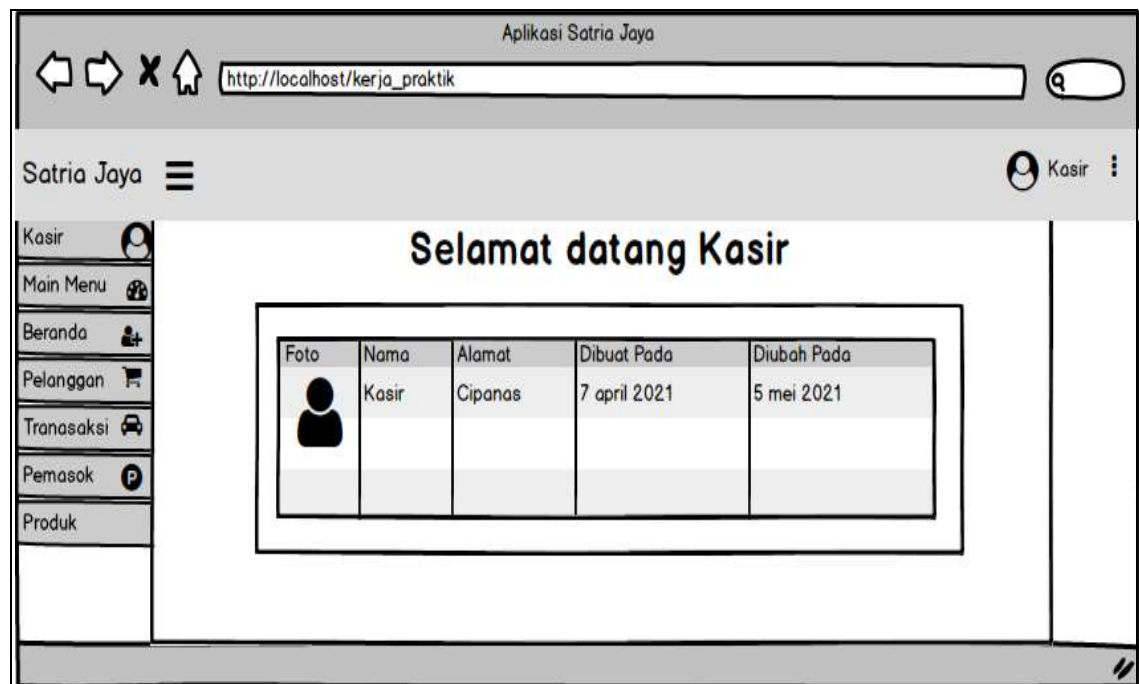 Aplikasi Satria Jaya
http://localhost/kerja_praktik
Satria Jaya
Kasir
Kasir
Main Menu
Beranda
Pelanggan
Tranasaksi
Pemasok
P
Produk
Selamat datang Kasir
Foto Nama Alamat Dibuat Pada Diubah Pada
Kasir Cipanas 7 april 2021 5 mei 2021